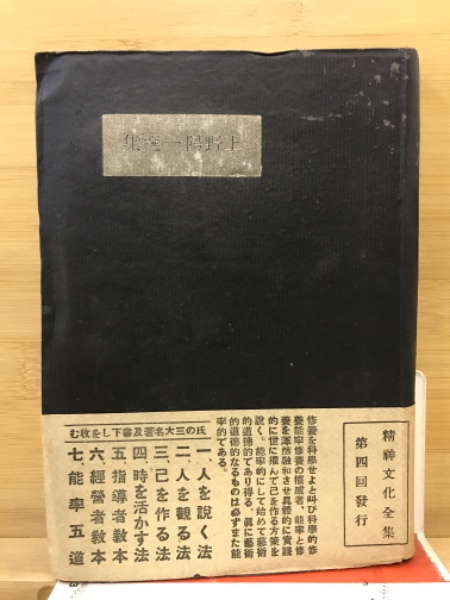 上野陽一選集
精神文化全集
第四回發行
修養を科學せよと叫び科學的修
養能率修養の權威者、能率と修
養を渾然融和させ具體的に實踐
的に世に擢んで己を作る方策を
說く。能率的にして始めて藝術
的道德的であり得る、眞に藝術
的道德的なるものは必ずまた能
率的である。
氏の三大名著及書下しを收む
一、人を說く法
二、人を觀る法
三、己を作る法
四、時を活かす法
五、指導者敎本
六、經營者敎本
七、能率五道